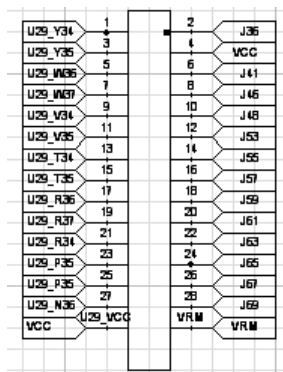 1 2
U29_Y34 J36
3 4
U29_Y35 VCC
5 6
U29_W36 J41
7 8
U29_W37 J46
9 10
U29_V34 J48
11 12
U29_V35 J53
13 14
U29_T34 J55
15 16
U29_T35 J57
17 18
U29_R36 J59
19 20
U29_R37 J61
21 22
U29_R34 J63
23 24
U29_P35 J65
25 26
U29_P35 J67
27 28
U29_N36 J69
U29_VCC
VCC VRM VRM